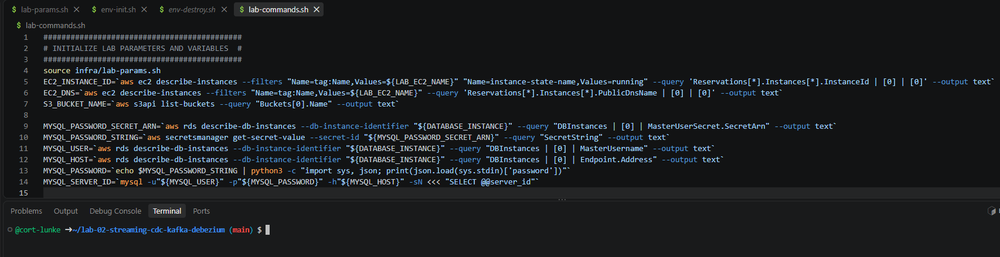 $ lab-params.sh × $ env-init.sh × $ env-destroy.sh × $ lab-commands.sh ×
$ lab-commands.sh
1 ############################################
2 # INITIALIZE LAB PARAMETERS AND VARIABLES  #
3 ############################################
4 source infra/lab-params.sh
5 EC2_INSTANCE_ID=`aws ec2 describe-instances --filters "Name=tag:Name,Values=${LAB_EC2_NAME}" "Name=instance-state-name,Values=running" --query 'Reservations[*].Instances[*].InstanceId | [0] | [0]' --output text`
6 EC2_DNS=`aws ec2 describe-instances --filters "Name=tag:Name,Values=${LAB_EC2_NAME}" --query 'Reservations[*].Instances[*].PublicDnsName | [0] | [0]' --output text`
7 S3_BUCKET_NAME=`aws s3api list-buckets --query "Buckets[0].Name" --output text`
8
9 MYSQL_PASSWORD_SECRET_ARN=`aws rds describe-db-instances --db-instance-identifier "${DATABASE_INSTANCE}" --query "DBInstances | [0] | MasterUserSecret.SecretArn" --output text`
10 MYSQL_PASSWORD_STRING=`aws secretsmanager get-secret-value --secret-id "${MYSQL_PASSWORD_SECRET_ARN}" --query "SecretString" --output text`
11 MYSQL_USER=`aws rds describe-db-instances --db-instance-identifier "${DATABASE_INSTANCE}" --query "DBInstances | [0] | MasterUsername" --output text`
12 MYSQL_HOST=`aws rds describe-db-instances --db-instance-identifier "${DATABASE_INSTANCE}" --query "DBInstances | [0] | Endpoint.Address" --output text`
13 MYSQL_PASSWORD=`echo $MYSQL_PASSWORD_STRING | python3 -c "import sys, json; print(json.load(sys.stdin)['password'])"`
14 MYSQL_SERVER_ID=`mysql -u"${MYSQL_USER}" -p"${MYSQL_PASSWORD}" -h"${MYSQL_HOST}" -sN <<< "SELECT @@server_id"`
15
Problems Output Debug Console Terminal Ports
@cort-lunke ➜ ~/lab-02-streaming-cdc-kafka-debezium (main) $